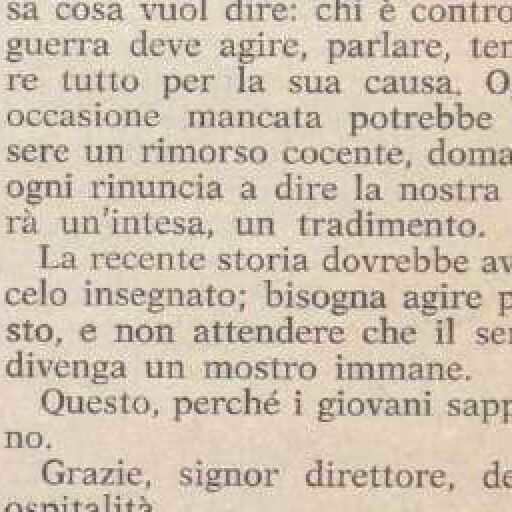 sa cosa vuol dire: chi è contro
guerra deve agire, parlare, ten
re tutto per la sua causa. O
occasione mancata potrebbe
sere un rimorso cocente, doma
ogni rinuncia a dire la nostra
rà un'intesa, un tradimento.
La recente storia dovrebbe av
celo insegnato; bisogna agire p
sto, e non attendere che il se
divenga un mostro immane.
Questo, perché i giovani sapp
no.
Grazie, signor direttore, de
ospitalità